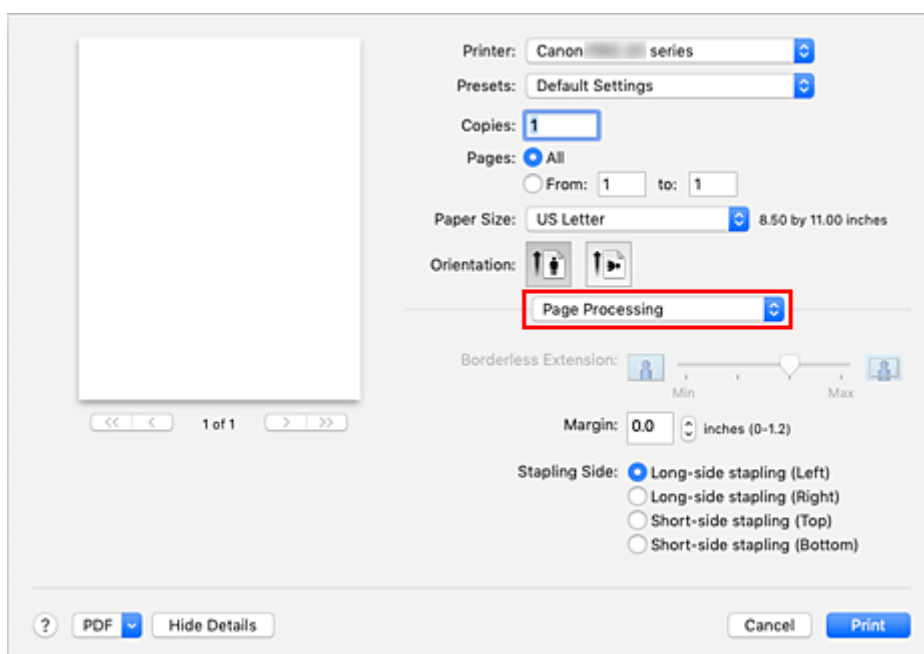 Printer: Canon series
Presets: Default Settings
Copies: 1
Pages: All
From: 1 to: 1
Paper Size: US Letter 8.50 by 11.00 inches
Orientation:
Page Processing
Borderless Extension:
Min Max
<< < 1 of 1 > >>
Margin: 0.0 inches (0-1.2)
Stapling Side: Long-side stapling (Left)
Long-side stapling (Right)
Short-side stapling (Top)
Short-side stapling (Bottom)
? PDF Hide Details Cancel Print